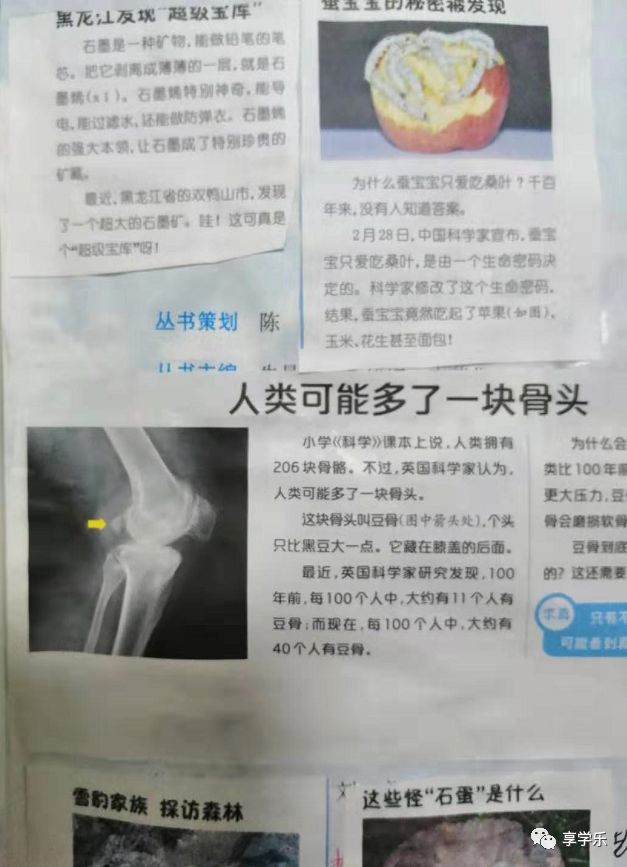 黑龙江发现“超级宝库”
石墨是一种矿物，能做铅笔的笔
芯。把它剥离成薄薄的一层，就是石
墨烯(xī)。石墨烯特别神奇，能导
电，能过滤水，还能做防弹衣。石墨烯
的强大本领，让石墨成了特别珍贵的
矿藏。
最近，黑龙江省的双鸭山市，发现
了一个超大的石墨矿。哇！这可真是
个“超级宝库”呀！
蚕宝宝的秘密被发现
为什么蚕宝宝只爱吃桑叶？千百
年来，没有人知道答案。
2月28日，中国科学家宣布，蚕宝
宝只爱吃桑叶，是由一个生命密码决
定的。科学家修改了这个生命密码，
结果，蚕宝宝竟然吃起了苹果(如图)、
玉米、花生甚至面包！
丛书策划 陈
丛书主编
人类可能多了一块骨头
小学《科学》课本上说，人类拥有
206块骨骼。不过，英国科学家认为，
人类可能多了一块骨头。
这块骨头叫豆骨(图中箭头处)，个头
只比黑豆大一点。它藏在膝盖的后面。
最近，英国科学家研究发现，100
年前，每100个人中，大约有11个人有
豆骨；而现在，每100个人中，大约有
40个人有豆骨。
为什么会
类比100年前
更大压力，豆
骨会磨损软骨
豆骨到底
的？这还需要
只有不
可能看到真
雪豹家族 探访森林
这些怪“石蛋”是什么
享学乐